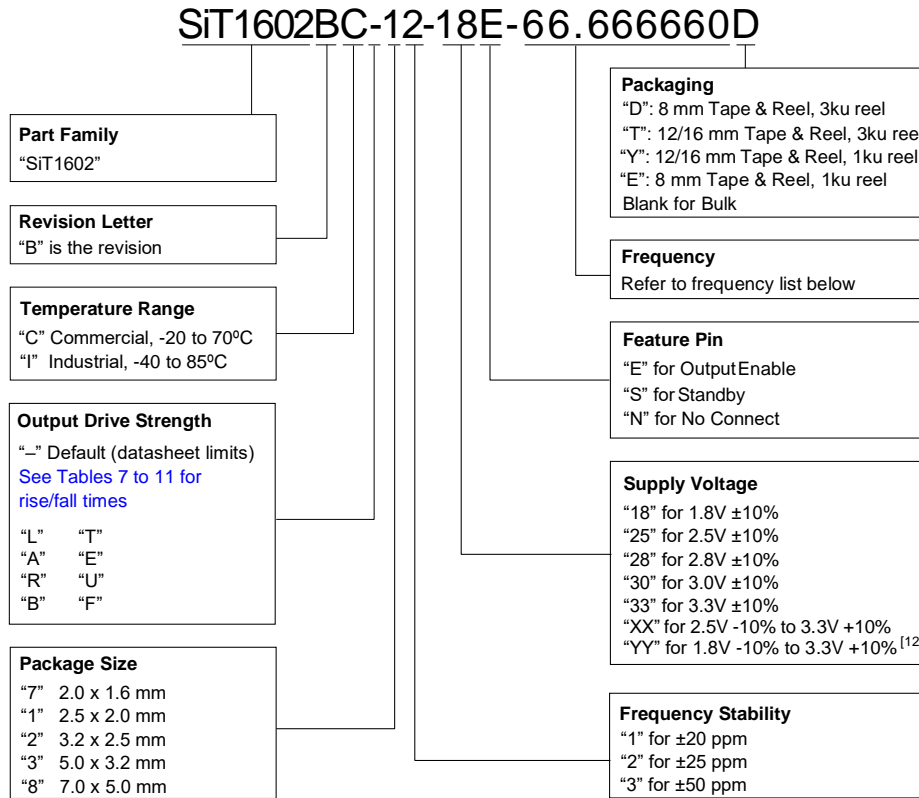 SiT1602BC-12-18E-66.666660D
Part Family
“SiT1602”
Revision Letter
“B” is the revision
Temperature Range
“C” Commercial, -20 to 70ºC
“I” Industrial, -40 to 85ºC
Output Drive Strength
“–” Default (datasheet limits)
See Tables 7 to 11 for
rise/fall times
“L” “T”
“A” “E”
“R” “U”
“B” “F”
Package Size
“7” 2.0 x 1.6 mm
“1” 2.5 x 2.0 mm
“2” 3.2 x 2.5 mm
“3” 5.0 x 3.2 mm
“8” 7.0 x 5.0 mm
Packaging
“D”: 8 mm Tape & Reel, 3ku reel
“T”: 12/16 mm Tape & Reel, 3ku ree
“Y”: 12/16 mm Tape & Reel, 1ku reel
“E”: 8 mm Tape & Reel, 1ku reel
Blank for Bulk
Frequency
Refer to frequency list below
Feature Pin
“E” for Output Enable
“S” for Standby
“N” for No Connect
Supply Voltage
“18” for 1.8V ±10%
“25” for 2.5V ±10%
“28” for 2.8V ±10%
“30” for 3.0V ±10%
“33” for 3.3V ±10%
“XX” for 2.5V -10% to 3.3V +10%
“YY” for 1.8V -10% to 3.3V +10% [12
Frequency Stability
“1” for ±20 ppm
“2” for ±25 ppm
“3” for ±50 ppm